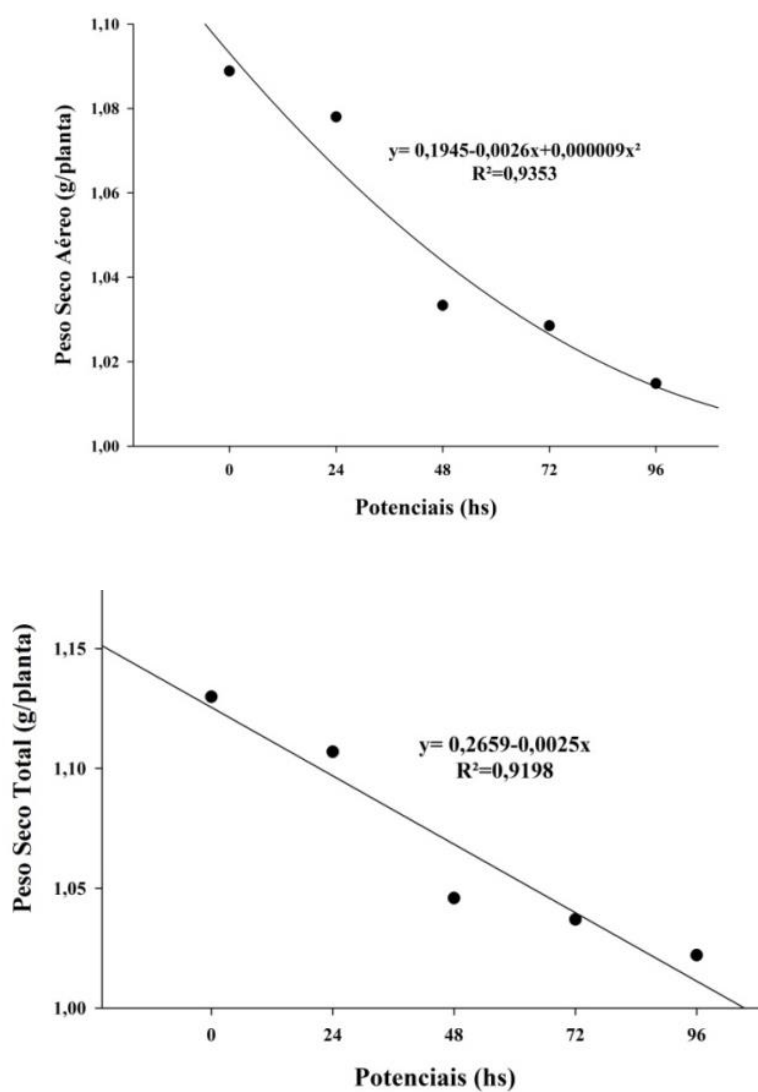 1,10
1,08
1,06
1,04
1,02
1,00
Peso Seco Aéreo (g/planta)
y= 0,1945-0,0026x+0,000009x²
R²=0,9353
0 24 48 72 96
Potenciais (hs)
1,15
1,10
1,05
1,00
Peso Seco Total (g/planta)
y= 0,2659-0,0025x
R²=0,9198
0 24 48 72 96
Potenciais (hs)